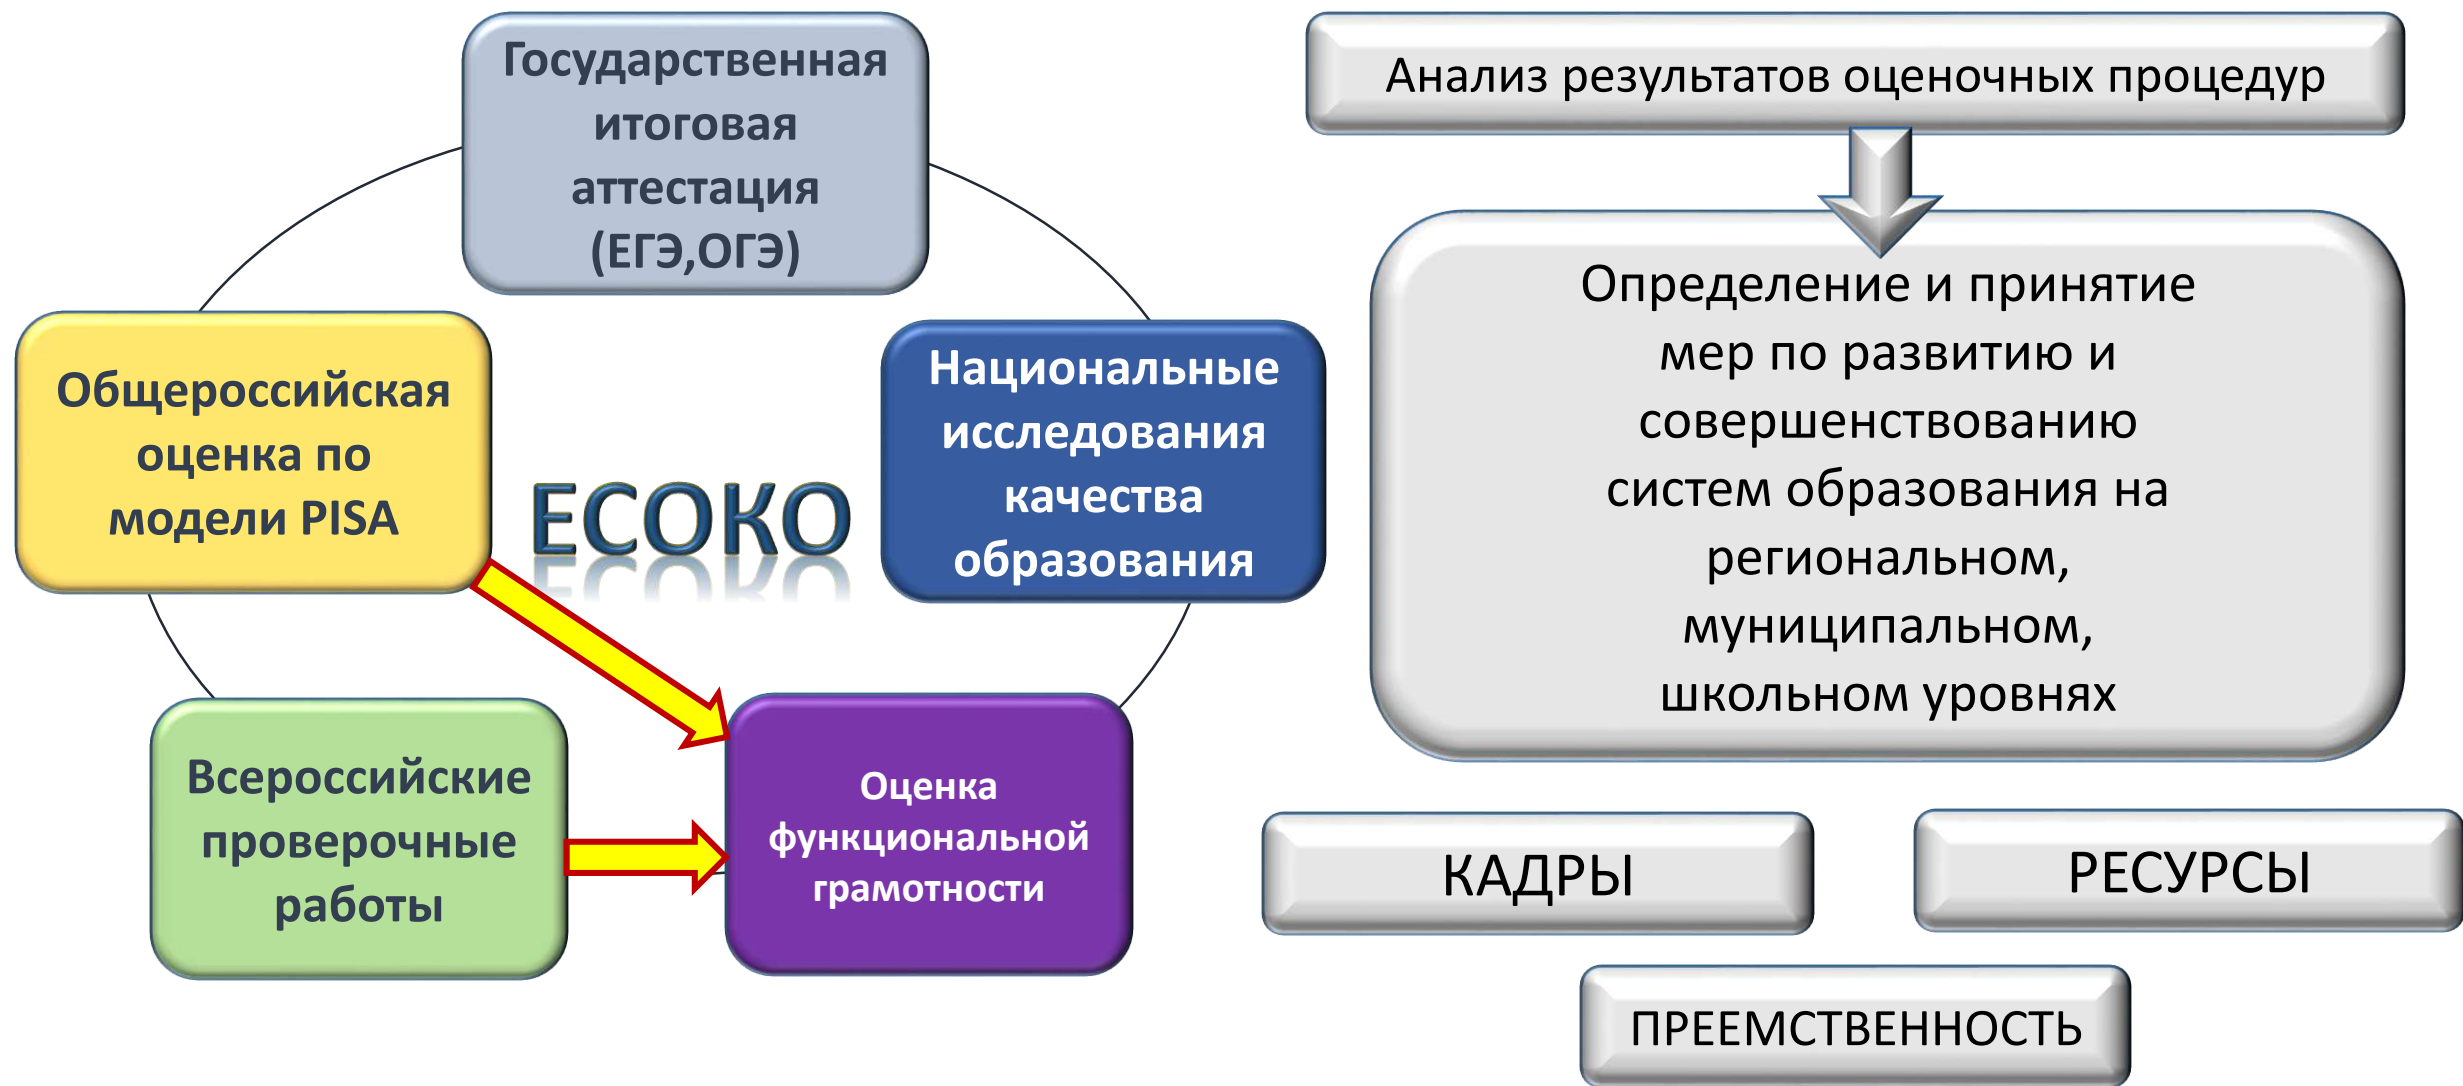 Государственная
итоговая
аттестация
(ЕГЭ,ОГЭ)
Общероссийская
оценка по
модели PISA
ЕСОКО
Национальные
исследования
качества
образования
Всероссийские
проверочные
работы
Оценка
функциональной
грамотности
Анализ результатов оценочных процедур
Определение и принятие
мер по развитию и
совершенствованию
систем образования на
региональном,
муниципальном,
школьном уровнях
КАДРЫ
РЕСУРСЫ
ПРЕЕМСТВЕННОСТЬ